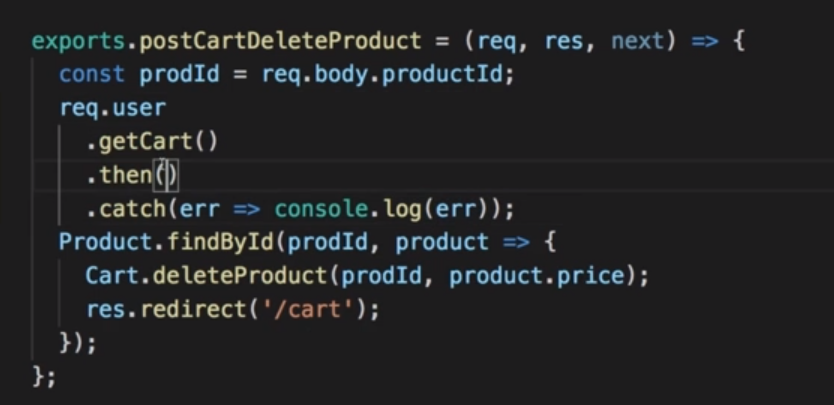 exports.postCartDeleteProduct = (req, res, next) => {
  const prodId = req.body.productId;
  req.user
    .getCart()
    .then()
    .catch(err => console.log(err));
  Product.findById(prodId, product => {
    Cart.deleteProduct(prodId, product.price);
    res.redirect('/cart');
  });
};